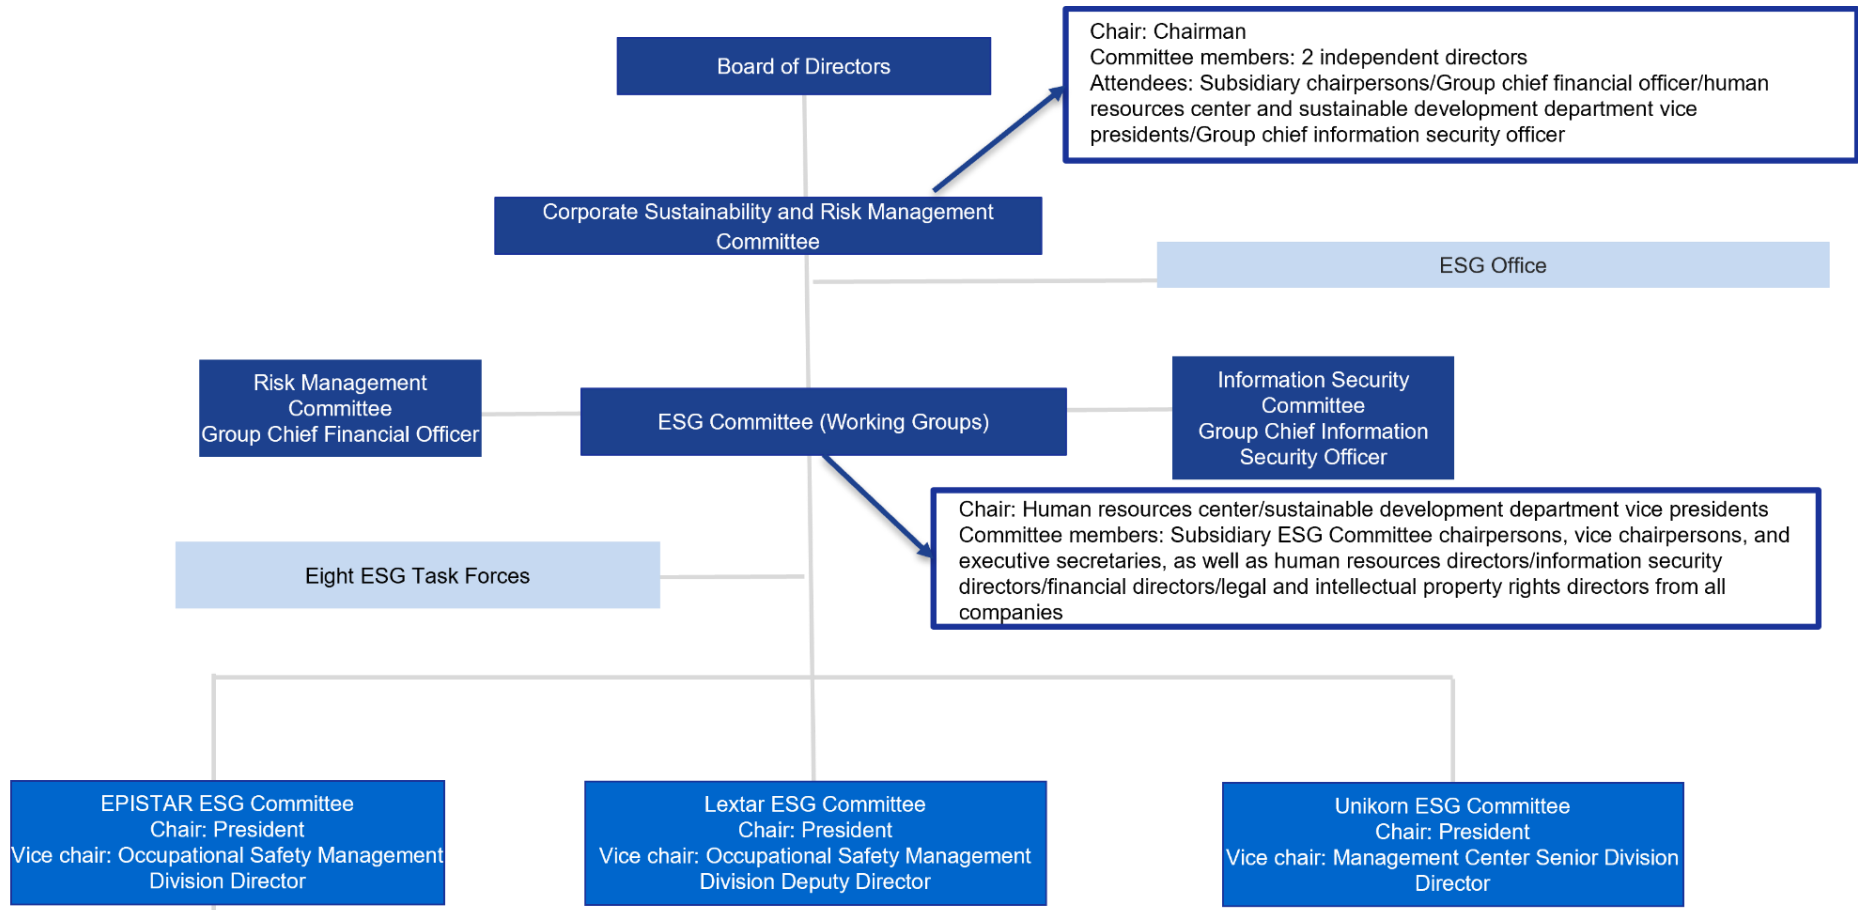 Board of Directors
Chair: Chairman
Committee members: 2 independent directors
Attendees: Subsidiary chairpersons/Group chief financial officer/human
resources center and sustainable development department vice
presidents/Group chief information security officer
Corporate Sustainability and Risk Management
Committee
ESG Office
Risk Management
Committee
Group Chief Financial Officer
ESG Committee (Working Groups)
Information Security
Committee
Group Chief Information
Security Officer
Chair: Human resources center/sustainable development department vice presidents
Committee members: Subsidiary ESG Committee chairpersons, vice chairpersons, and
executive secretaries, as well as human resources directors/information security
directors/financial directors/legal and intellectual property rights directors from all
companies
Eight ESG Task Forces
EPISTAR ESG Committee
Chair: President
Vice chair: Occupational Safety Management
Division Director
Lextar ESG Committee
Chair: President
Vice chair: Occupational Safety Management
Division Deputy Director
Unikorn ESG Committee
Chair: President
Vice chair: Management Center Senior Division
Director